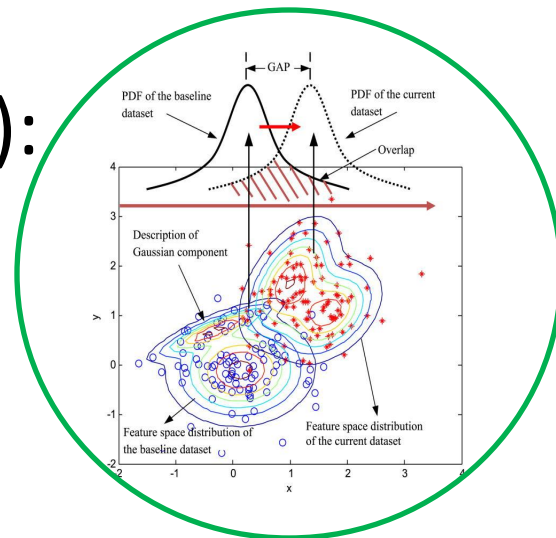 ):
GAP
PDF of the baseline
dataset
PDF of the current
dataset
Overlap
4
3
2
1
0
-1
-2
y
Description of
Gaussian component
Feature space distribution of
the baseline dataset
Feature space distribution
of the current dataset
-2
-1
0
1
2
3
4
x